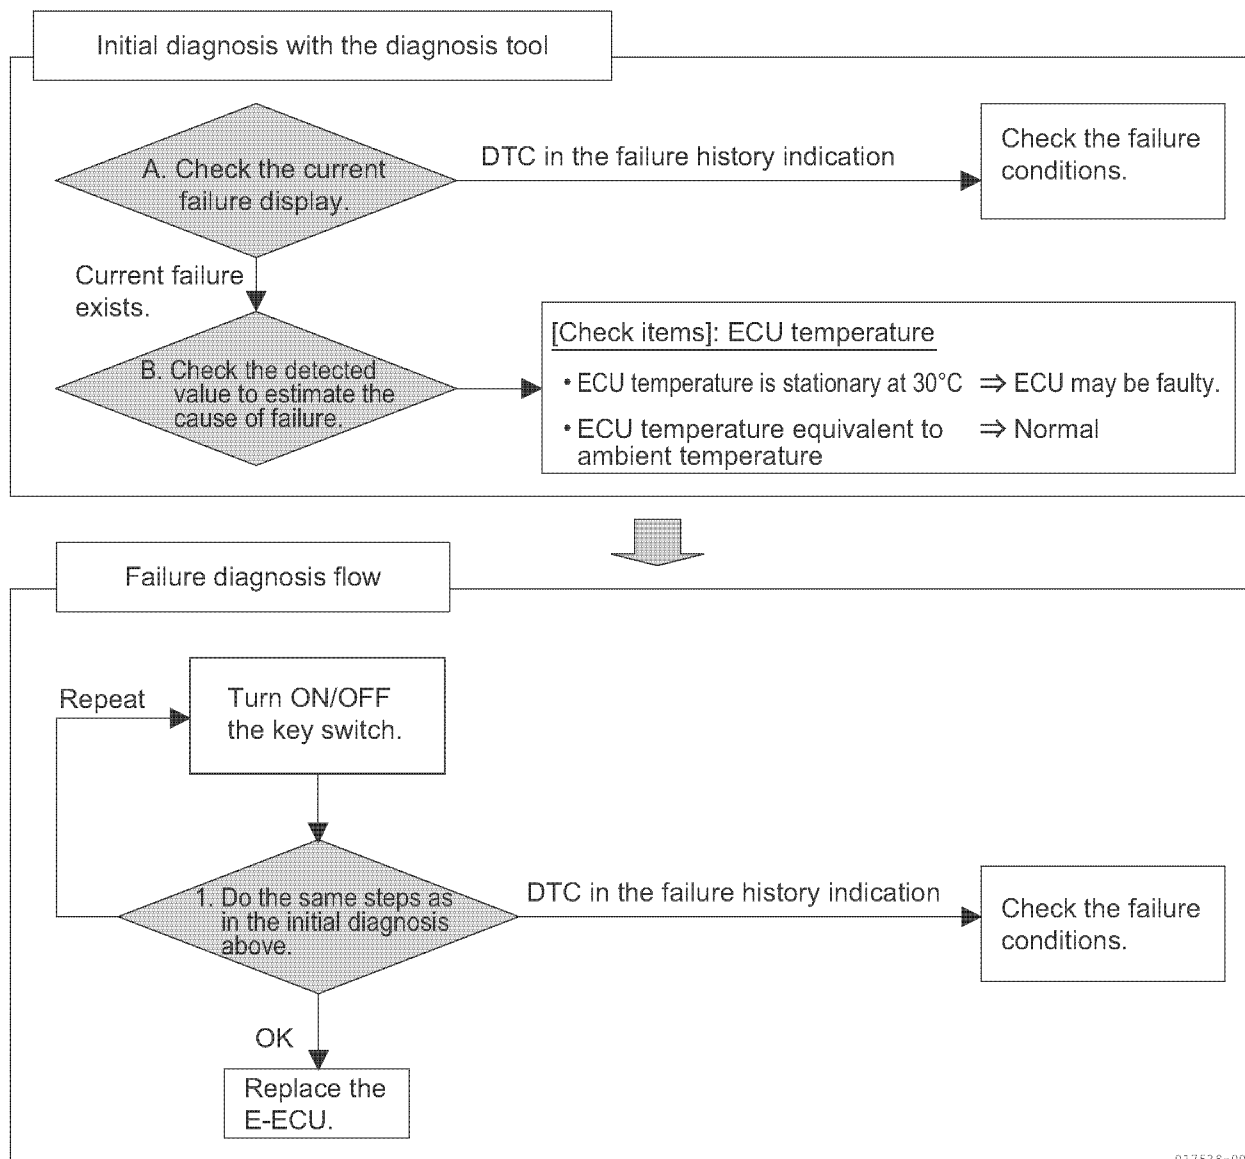 Initial diagnosis with the diagnosis tool
A. Check the current
failure display.
DTC in the failure history indication
Check the failure
conditions.
Current failure
exists.
B. Check the detected
value to estimate the
cause of failure.
[Check items]: ECU temperature
• ECU temperature is stationary at 30°C ⇒ ECU may be faulty.
• ECU temperature equivalent to ⇒ Normal
ambient temperature
Failure diagnosis flow
Repeat
Turn ON/OFF
the key switch.
1. Do the same steps as
in the initial diagnosis
above.
DTC in the failure history indication
Check the failure
conditions.
OK
Replace the
E-ECU.